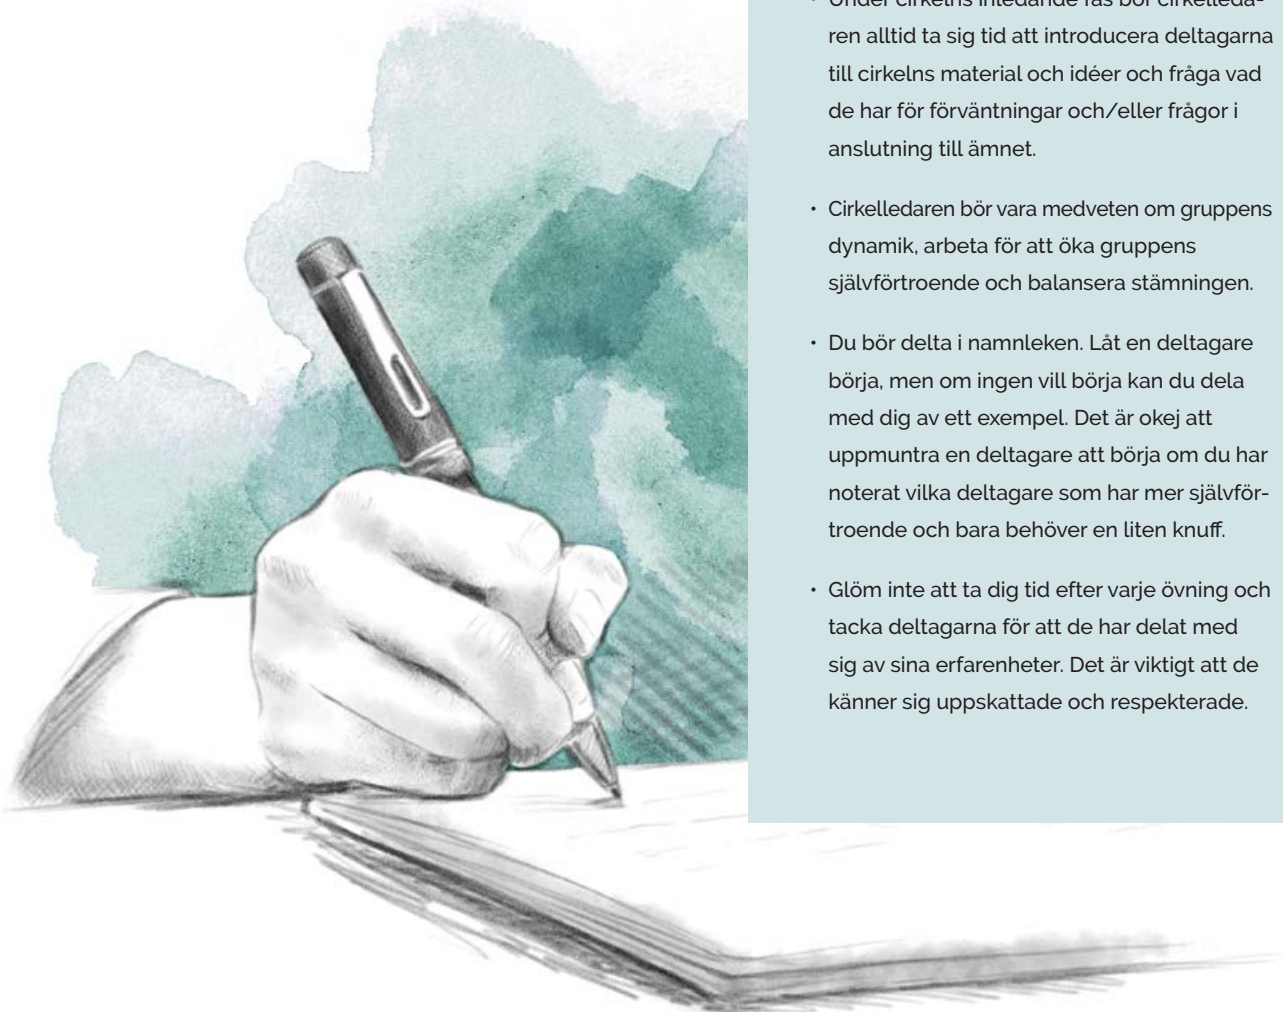 • Under cirkelns inledande fas bör cirkelleda-
ren alltid ta sig tid att introducera deltagarna
till cirkelns material och idéer och fråga vad
de har för förväntningar och/eller frågor i
anslutning till ämnet.
• Cirkelledaren bör vara medveten om gruppens
dynamik, arbeta för att öka gruppens
självförtroende och balansera stämningen.
• Du bör delta i namnleken. Låt en deltagare
börja, men om ingen vill börja kan du dela
med dig av ett exempel. Det är okej att
uppmuntra en deltagare att börja om du har
noterat vilka deltagare som har mer självför-
troende och bara behöver en liten knuff.
• Glöm inte att ta dig tid efter varje övning och
tacka deltagarna för att de har delat med
sig av sina erfarenheter. Det är viktigt att de
känner sig uppskattade och respekterade.